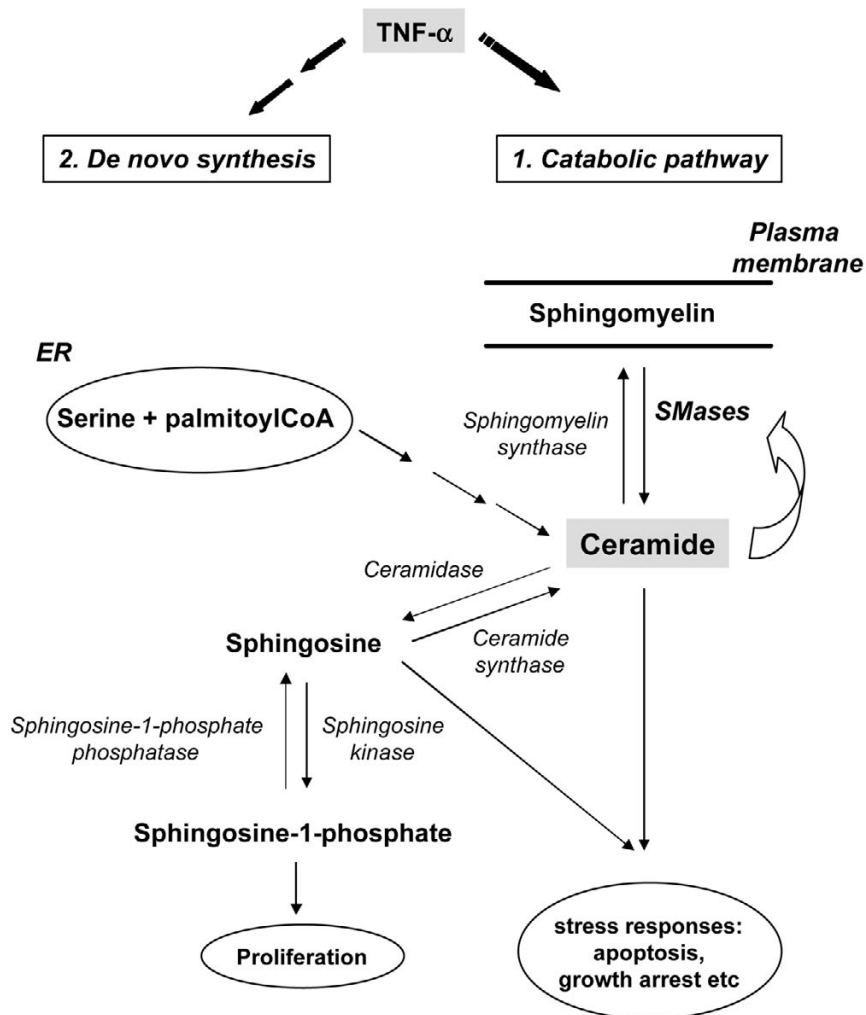 TNF-α
2. De novo synthesis
1. Catabolic pathway
Plasma
membrane
Sphingomyelin
ER
Serine + palmitoylCoA
Sphingomyelin
synthase
SMases
Ceramide
Ceramidase
Sphingosine
Ceramide
synthase
Sphingosine-1-phosphate
phosphatase
Sphingosine
kinase
Sphingosine-1-phosphate
Proliferation
stress responses:
apoptosis,
growth arrest etc